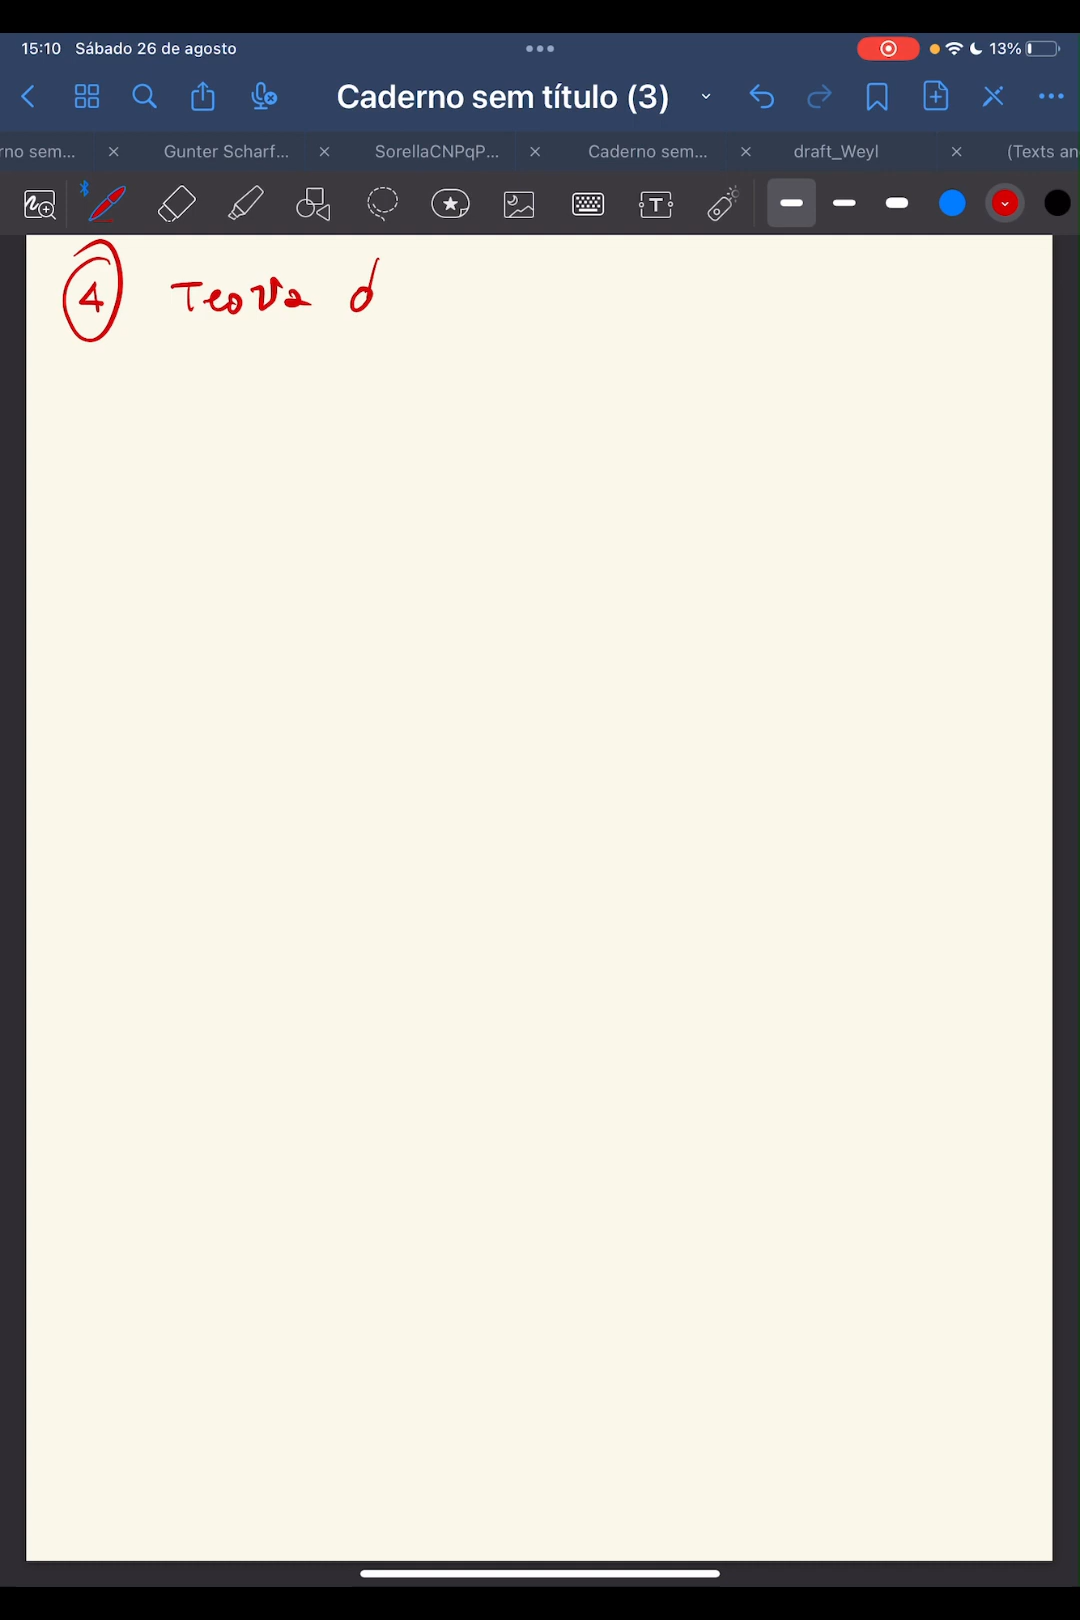 15:10 Sábado 26 de agosto 13%
Caderno sem título (3)
rno sem... Gunter Scharf... SorellaCNPqP... Caderno sem... draft_Weyl (Texts an
T
4 Teova d